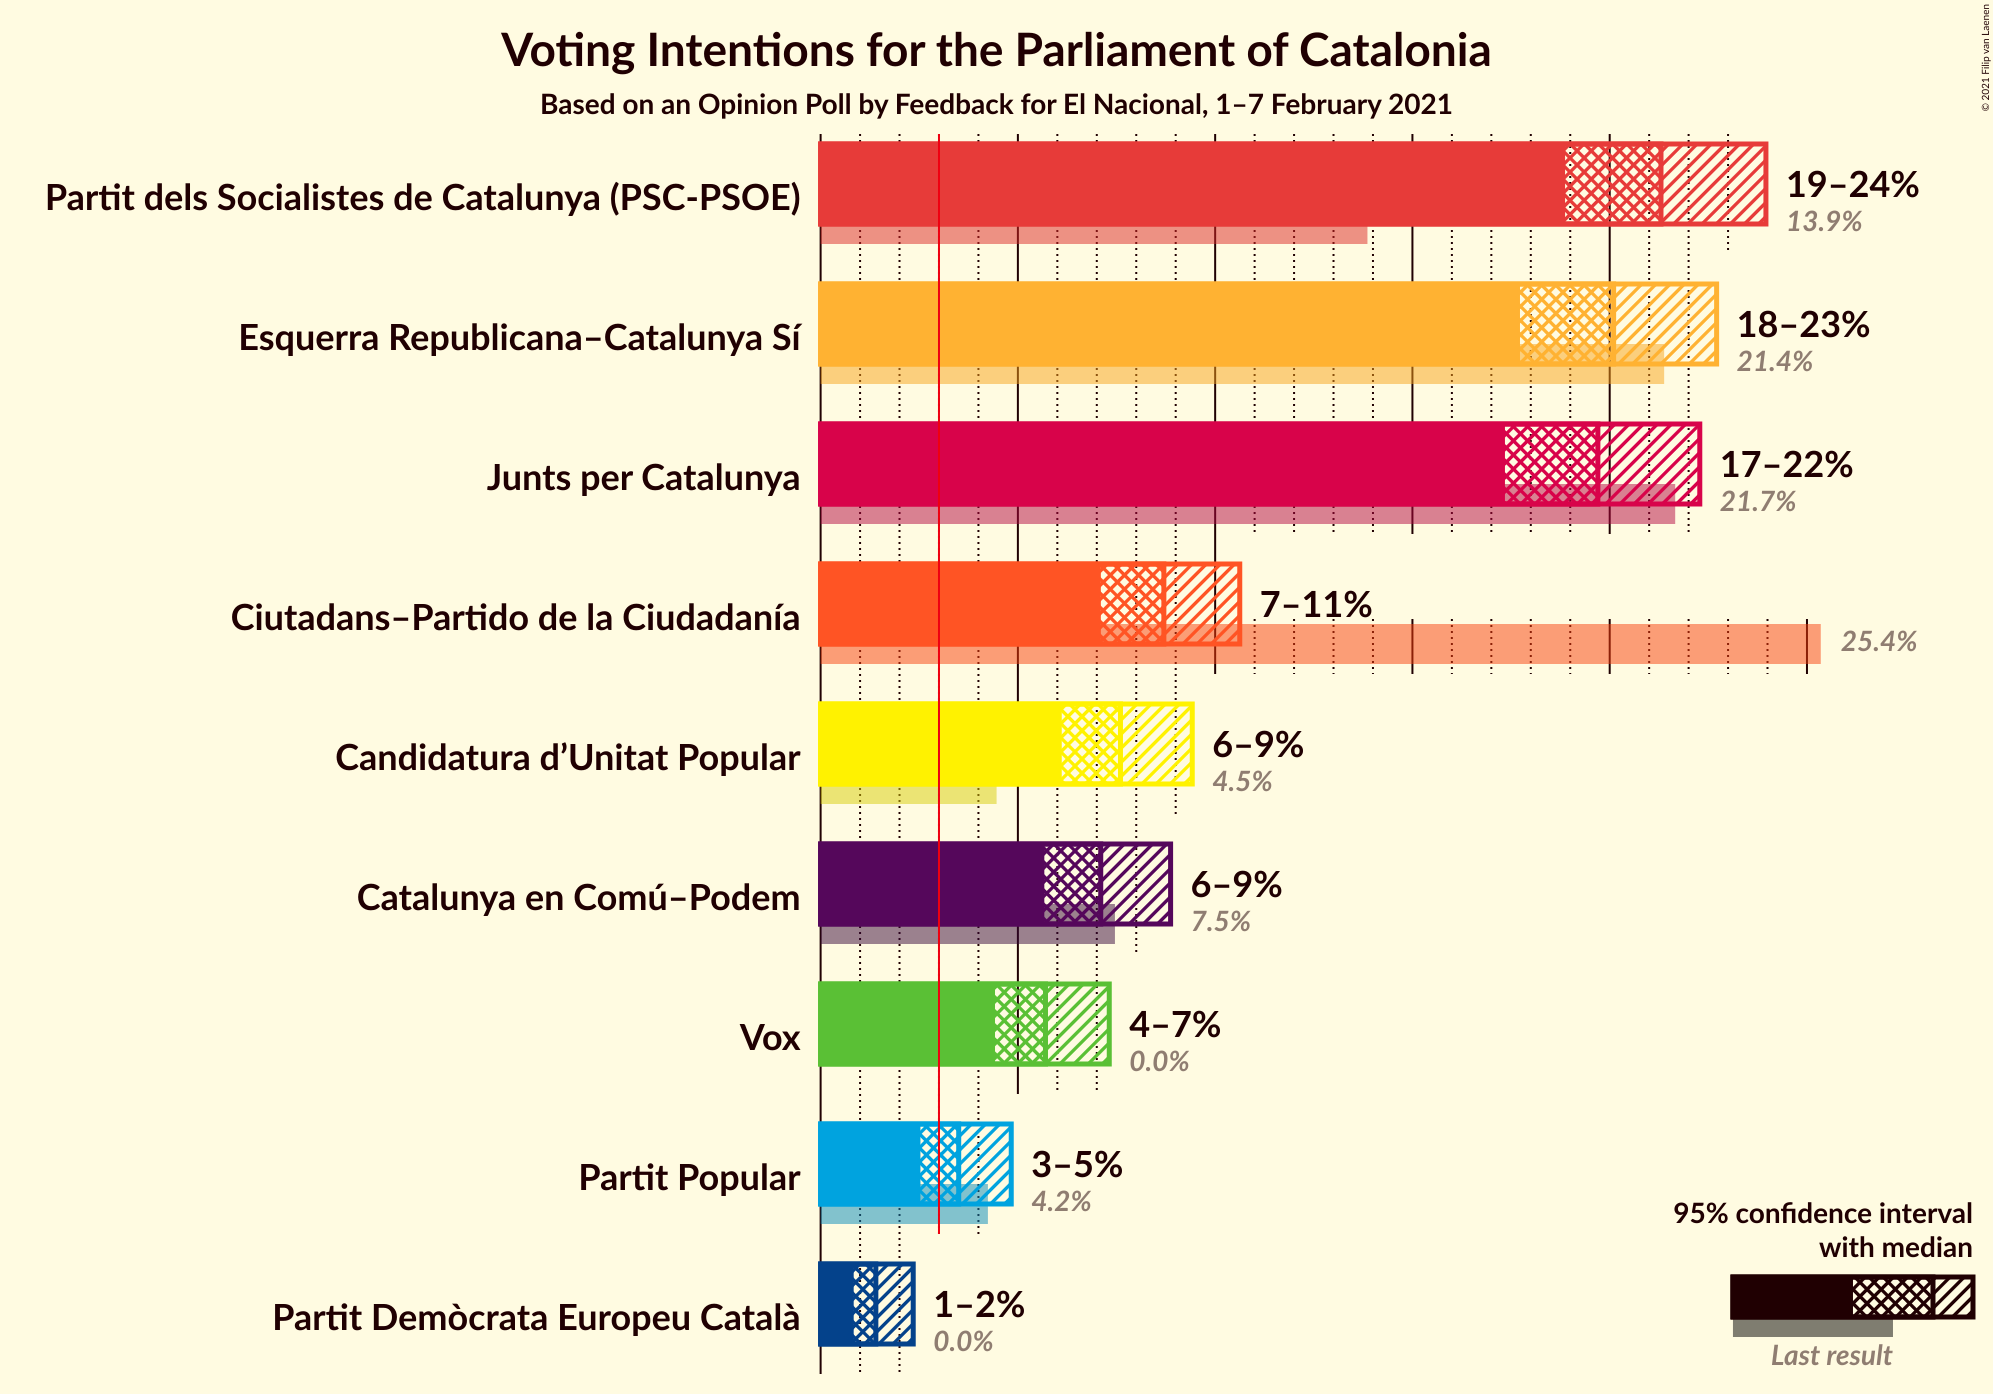 Voting Intentions for the Parliament of Catalonia
Based on an Opinion Poll by Feedback for El Nacional, 1–7 February 2021
© 2021 Filip van Laenen
Partit dels Socialistes de Catalunya (PSC-PSOE)
19–24%
13.9%
Esquerra Republicana–Catalunya Sí
18–23%
21.4%
Junts per Catalunya
17–22%
21.7%
Ciutadans–Partido de la Ciudadanía
7–11%
25.4%
Candidatura d’Unitat Popular
6–9%
4.5%
Catalunya en Comú–Podem
6–9%
7.5%
Vox
4–7%
0.0%
Partit Popular
3–5%
4.2%
Partit Demòcrata Europeu Català
1–2%
0.0%
95% confidence interval
with median
Last result